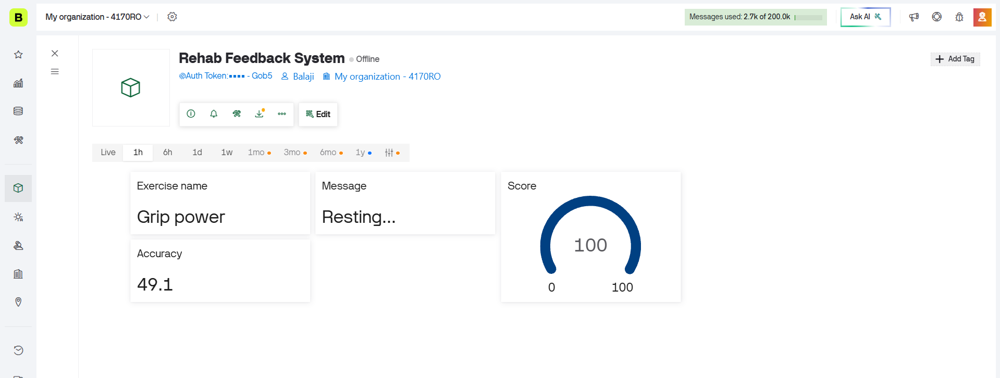 B
My organization - 4170RO
Messages used: 2.7k of 200.0k
Ask AI
Rehab Feedback System
Offline
Add Tag
Auth Token:▪▪▪▪ - Gob5
Balaji
My organization - 4170RO
Edit
Live 1h 6h 1d 1w 1mo 3mo 6mo 1y
Exercise name
Grip power
Message
Resting...
Score
100
0 100
Accuracy
49.1